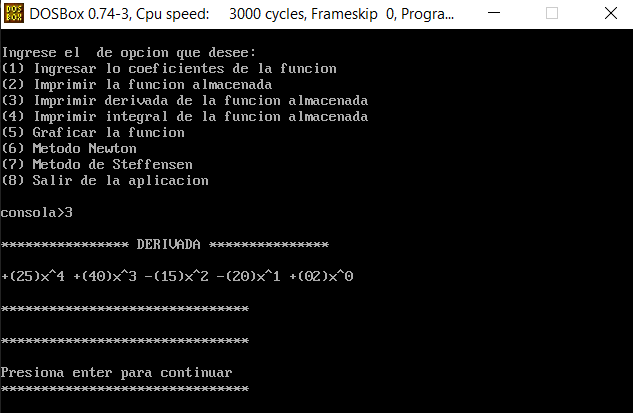 DOS
BOX
DOSBox 0.74-3, Cpu speed:    3000 cycles, Frameskip  0, Progra...
Ingrese el  de opcion que desee:
(1) Ingresar lo coeficientes de la funcion
(2) Imprimir la funcion almacenada
(3) Imprimir derivada de la funcion almacenada
(4) Imprimir integral de la funcion almacenada
(5) Graficar la funcion
(6) Metodo Newton
(7) Metodo de Steffensen
(8) Salir de la aplicacion
consola>3
**************** DERIVADA ***************
+(25)x^4 +(40)x^3 -(15)x^2 -(20)x^1 +(02)x^0
*******************************
*******************************
Presiona enter para continuar
*******************************